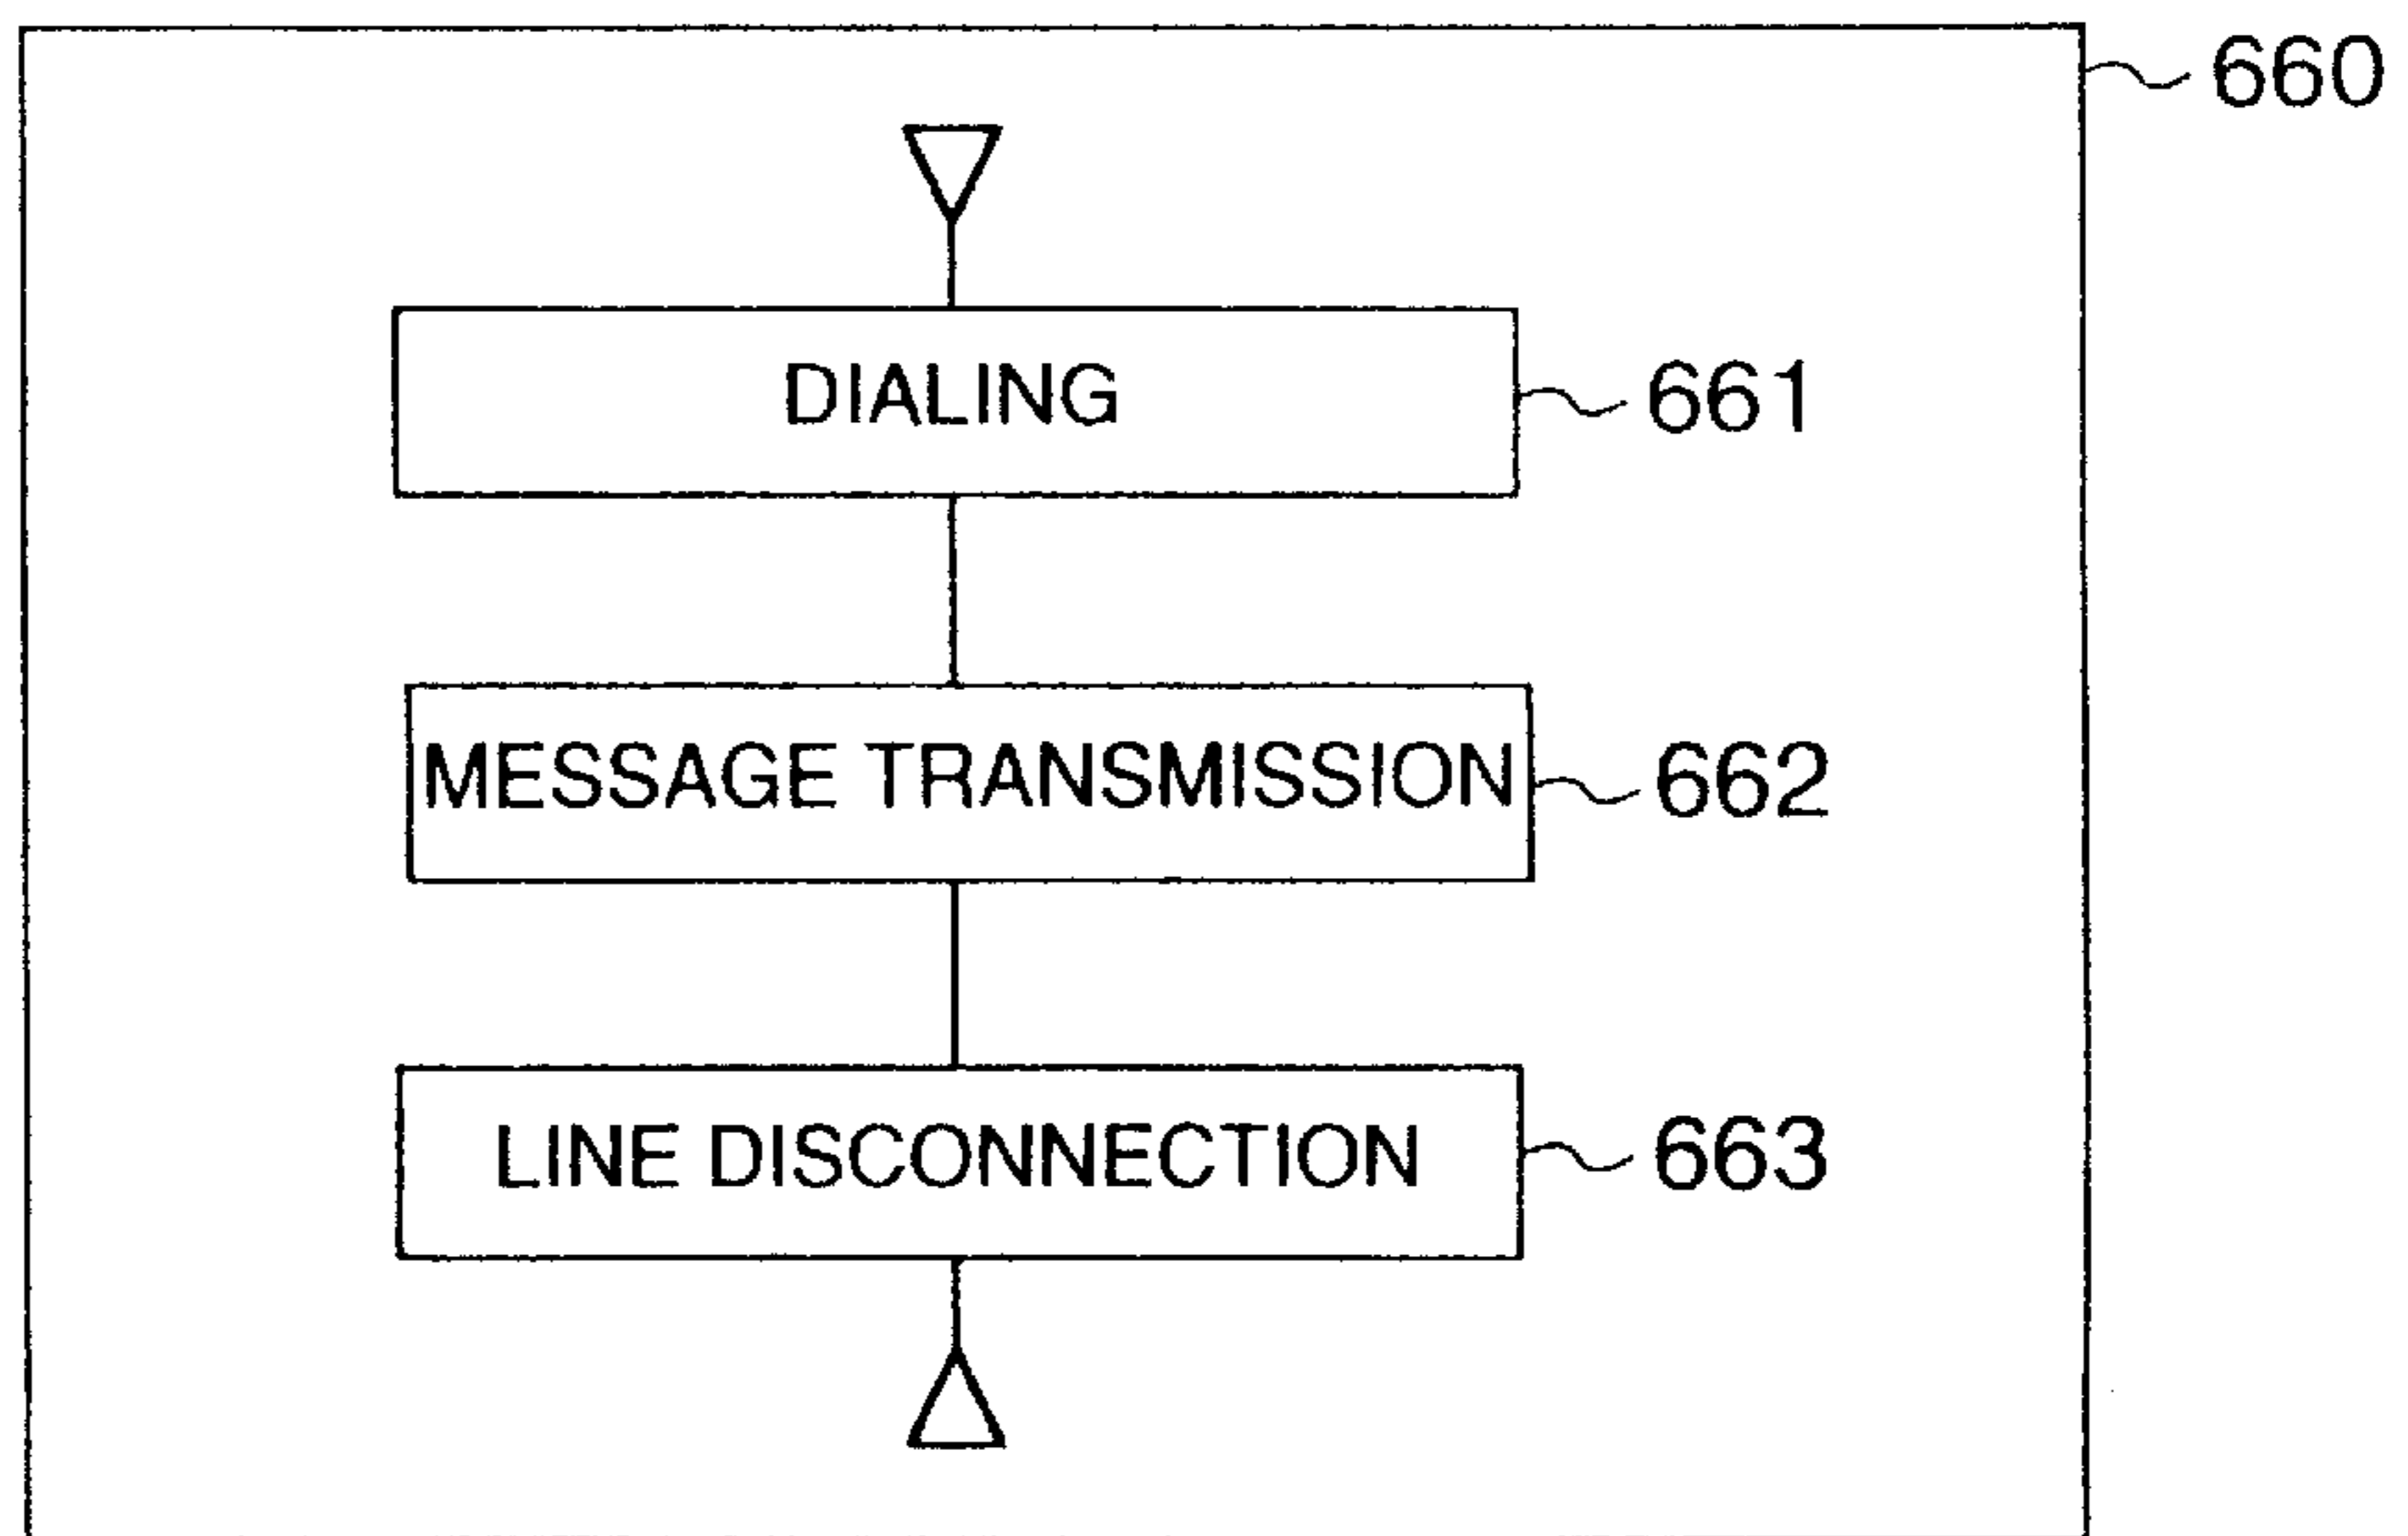 660
DIALING
661
MESSAGE TRANSMISSION
662
LINE DISCONNECTION
663